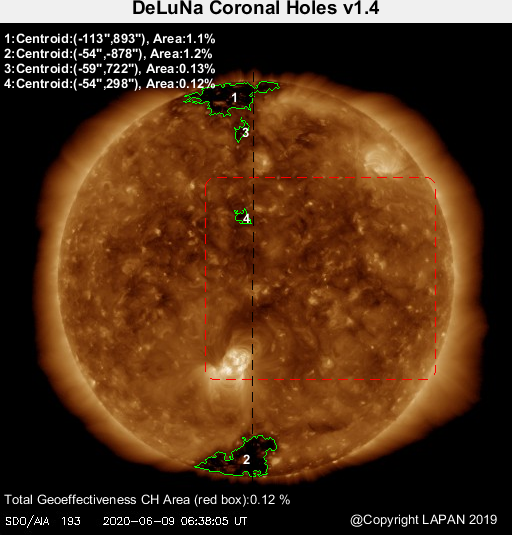 DeLuNa Coronal Holes v1.4
1:Centroid:(-113",893"), Area:1.1%
2:Centroid:(-54",-878"), Area:1.2%
3:Centroid:(-59",722"), Area:0.13%
4:Centroid:(-54",298"), Area:0.12%
1
3
4
2
Total Geoeffectiveness CH Area (red box):0.12 %
SDO/AIA 193 2020-06-09 06:38:05 UT
@Copyright LAPAN 2019